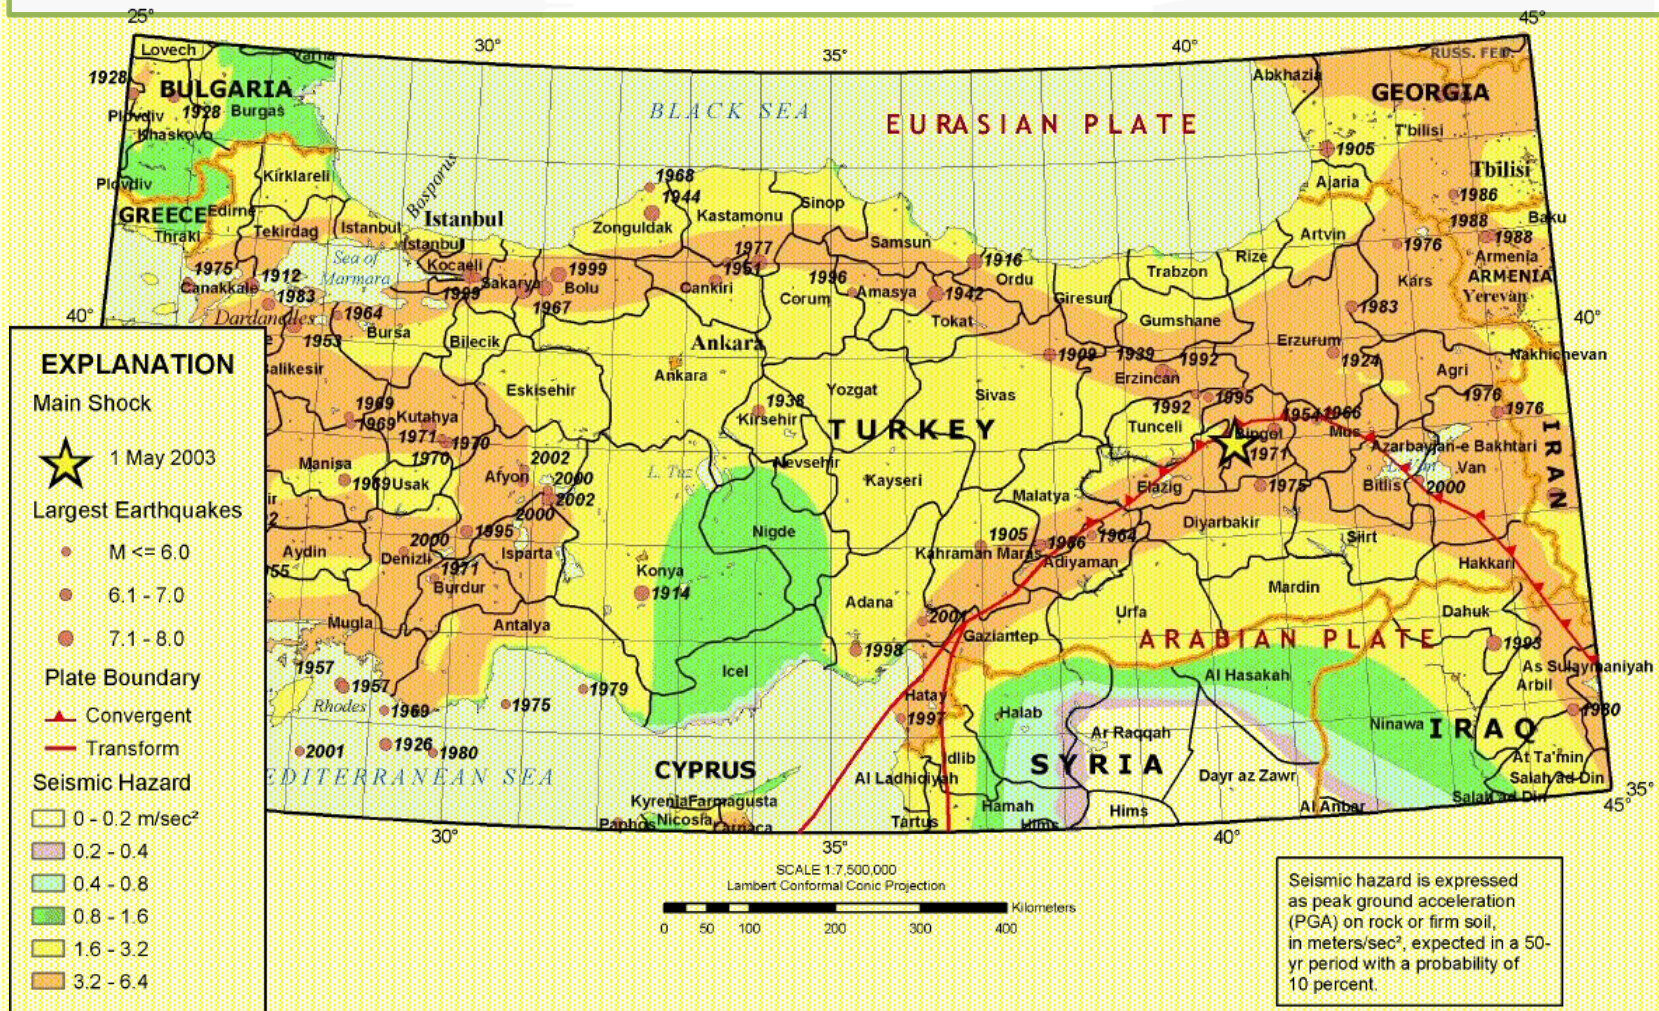 25°
30°
35°
40°
45°
Lovech
Varna
RUSS. FED.
1928
BULGARIA
Abkhazia
GEORGIA
1928
Burgas
BLACK SEA
EURASIAN PLATE
Plovdiv
Khaskovo
T'bilisi
1905
Kirklareli
Bosporus
1968
Tbilisi
Plovdiv
Ajaria
1944
1986
GREECE
Edirne
Istanbul
Kastamonu
Sinop
1988
Baku
Thraki
Tekirdag
Istanbul
Zonguldak
Artvin
1988
Istanbul
Samsun
1976
Sea of
Marmara
1977
Rize
Armenia
1975
1912
Kocaeli
1999
1951
1916
Trabzon
Kars
ARMENIA
Canakkale
1983
1999
Sakarya
Bolu
Cankiri
1996
Amasya
1942
Ordu
Giresun
Yerevan
Corum
1967
1983
40°
Dardanelles
1964
Tokat
Gumshane
40°
1953
Bursa
Bilecik
Ankara
Erzurum
1909
1939
1992
1924
Nakhichevan
Balikesir
Eskisehir
Ankara
Yozgat
Sivas
Erzincan
Agri
1969
1938
1995
1976
1969
Kutahya
Kirsehir
TURKEY
1992
1954
1966
1976
1971
1970
Tunceli
Bingol
Mus
Azarbayjan-e Bakhtari
IRAN
1970
2002
L. Tuz
Nevsehir
1971
L. Van
Van
Manisa
1969
Usak
Afyon
2000
2002
Kayseri
Malatya
Elazig
1975
Bitlis
2000
2000
Diyarbakir
Aydin
2000
1995
Nigde
1905
1986
1964
Siirt
Denizli
Isparta
Kahraman Maras
Adiyaman
Hakkari
55
1971
Burdur
Konya
1914
Mardin
Adana
Urfa
Dahuk
Mugla
Antalya
2001
Gaziantep
ARABIAN PLATE
1998
1993
1957
1957
Icel
Al Hasakah
As Sulaymaniyah
Arbil
Rhodes
1969
1975
1979
Hatay
1997
Halab
Ninawa
IRAQ
1980
Ar Raqqah
2001
1926
1980
Idlib
SYRIA
EDITERRANEAN SEA
CYPRUS
Al Ladhiqiyah
Dayr az Zawr
At Ta'min
Salah ad Din
Kyrenia
Farmagusta
Hamah
Al Anbar
Salah ad Din
Paphos
Nicosia
Larnaca
Tartus
Hims
Hims
30°
35°
40°
45°
35°
EXPLANATION
Main Shock
1 May 2003
Largest Earthquakes
M <= 6.0
6.1 - 7.0
7.1 - 8.0
Plate Boundary
Convergent
Transform
Seismic Hazard
0 - 0.2 m/sec²
0.2 - 0.4
0.4 - 0.8
0.8 - 1.6
1.6 - 3.2
3.2 - 6.4
SCALE 1:7,500,000
Lambert Conformal Conic Projection
Kilometers
0 50 100 200 300 400
Seismic hazard is expressed
as peak ground acceleration
(PGA) on rock or firm soil,
in meters/sec², expected in a 50-
yr period with a probability of
10 percent.